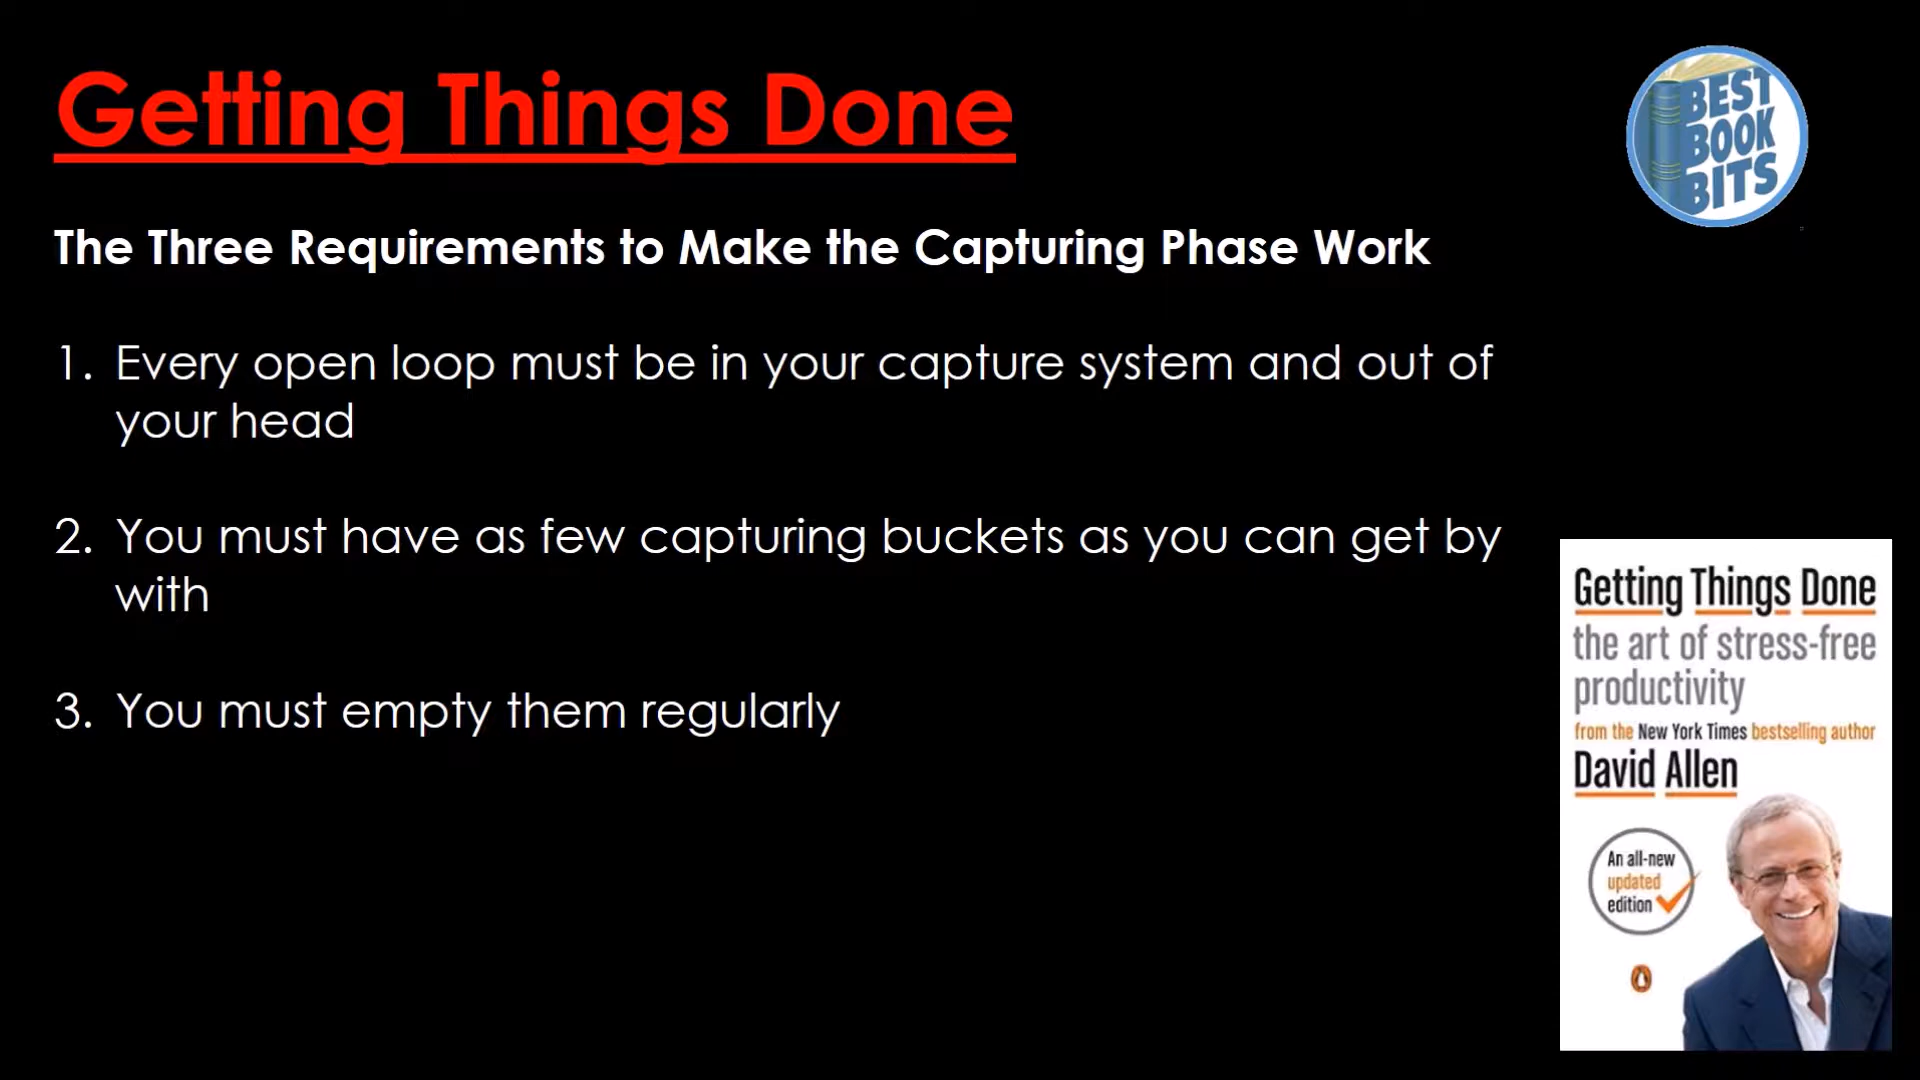 Getting Things Done
BEST
BOOK
BITS
The Three Requirements to Make the Capturing Phase Work
1. Every open loop must be in your capture system and out of
your head
2. You must have as few capturing buckets as you can get by
with
3. You must empty them regularly
Getting Things Done
the art of stress-free
productivity
from the New York Times bestselling author
David Allen
An all-new
updated
edition